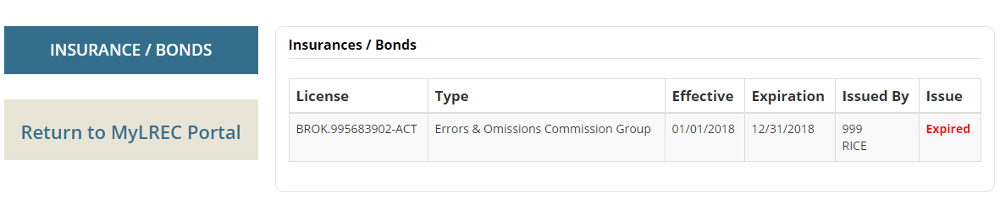 INSURANCE / BONDS
Return to MyLREC Portal
Insurances / Bonds
License Type Effective Expiration Issued By Issue
BROK.995683902-ACT Errors & Omissions Commission Group 01/01/2018 12/31/2018 999 Expired
RICE